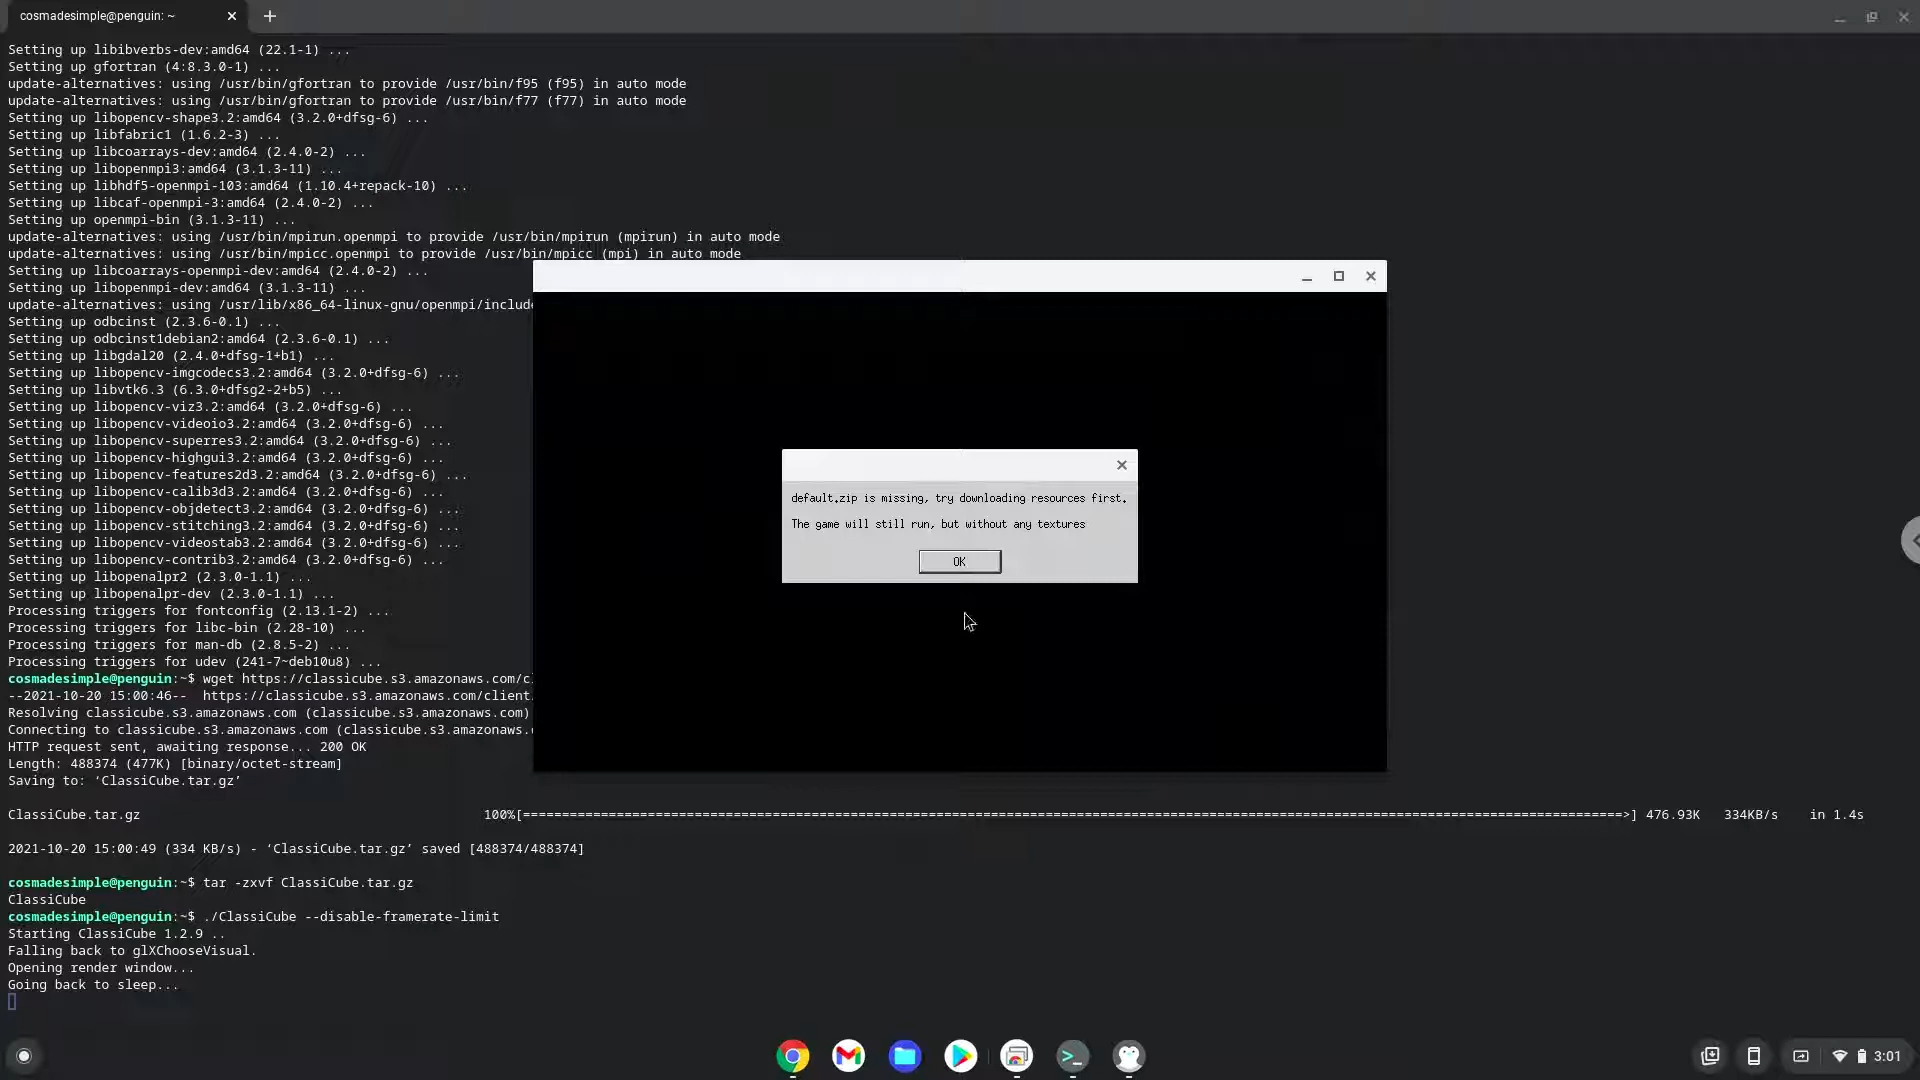 cosmadesimple@penguin: ~
Setting up libibverbs-dev:amd64 (22.1-1) ...
Setting up gfortran (4:8.3.0-1) ...
update-alternatives: using /usr/bin/gfortran to provide /usr/bin/f95 (f95) in auto mode
update-alternatives: using /usr/bin/gfortran to provide /usr/bin/f77 (f77) in auto mode
Setting up libopencv-shape3.2:amd64 (3.2.0+dfsg-6) ...
Setting up libfabric1 (1.6.2-3) ...
Setting up libcoarrays-dev:amd64 (2.4.0-2) ...
Setting up libopenmpi3:amd64 (3.1.3-11) ...
Setting up libhdf5-openmpi-103:amd64 (1.10.4+repack-10) ...
Setting up libcaf-openmpi-3:amd64 (2.4.0-2) ...
Setting up openmpi-bin (3.1.3-11) ...
update-alternatives: using /usr/bin/mpirun.openmpi to provide /usr/bin/mpirun (mpirun) in auto mode
update-alternatives: using /usr/bin/mpicc.openmpi to provide /usr/bin/mpicc (mpi) in auto mode
Setting up libcoarrays-openmpi-dev:amd64 (2.4.0-2) ...
Setting up libopenmpi-dev:amd64 (3.1.3-11) ...
update-alternatives: using /usr/lib/x86_64-linux-gnu/openmpi/include
Setting up odbcinst (2.3.6-0.1) ...
Setting up odbcinst1debian2:amd64 (2.3.6-0.1) ...
Setting up libgdal20 (2.4.0+dfsg-1+b1) ...
Setting up libopencv-imgcodecs3.2:amd64 (3.2.0+dfsg-6) ...
Setting up libvtk6.3 (6.3.0+dfsg2-2+b5) ...
Setting up libopencv-viz3.2:amd64 (3.2.0+dfsg-6) ...
Setting up libopencv-videoio3.2:amd64 (3.2.0+dfsg-6) ...
Setting up libopencv-superres3.2:amd64 (3.2.0+dfsg-6) ...
Setting up libopencv-highgui3.2:amd64 (3.2.0+dfsg-6) ...
Setting up libopencv-features2d3.2:amd64 (3.2.0+dfsg-6) ...
Setting up libopencv-calib3d3.2:amd64 (3.2.0+dfsg-6) ...
Setting up libopencv-objdetect3.2:amd64 (3.2.0+dfsg-6) ...
Setting up libopencv-stitching3.2:amd64 (3.2.0+dfsg-6) ...
Setting up libopencv-videostab3.2:amd64 (3.2.0+dfsg-6) ...
Setting up libopencv-contrib3.2:amd64 (3.2.0+dfsg-6) ...
Setting up libopenalpr2 (2.3.0-1.1) ...
Setting up libopenalpr-dev (2.3.0-1.1) ...
Processing triggers for fontconfig (2.13.1-2) ...
Processing triggers for libc-bin (2.28-10) ...
Processing triggers for man-db (2.8.5-2) ...
Processing triggers for udev (241-7~deb10u8) ...
cosmadesimple@penguin:~$ wget https://classicube.s3.amazonaws.com/cl
--2021-10-20 15:00:46-- https://classicube.s3.amazonaws.com/client
Resolving classicube.s3.amazonaws.com (classicube.s3.amazonaws.com)
Connecting to classicube.s3.amazonaws.com (classicube.s3.amazonaws.
HTTP request sent, awaiting response... 200 OK
Length: 488374 (477K) [binary/octet-stream]
Saving to: ‘ClassiCube.tar.gz’
ClassiCube.tar.gz 100%[=============================================================================================================================================>] 476.93K 334KB/s in 1.4s
2021-10-20 15:00:49 (334 KB/s) - ‘ClassiCube.tar.gz’ saved [488374/488374]
cosmadesimple@penguin:~$ tar -zxvf ClassiCube.tar.gz
ClassiCube
cosmadesimple@penguin:~$ ./ClassiCube --disable-framerate-limit
Starting ClassiCube 1.2.9 ..
Falling back to glXChooseVisual.
Opening render window...
Going back to sleep...
default.zip is missing, try downloading resources first.
The game will still run, but without any textures
OK
3:01